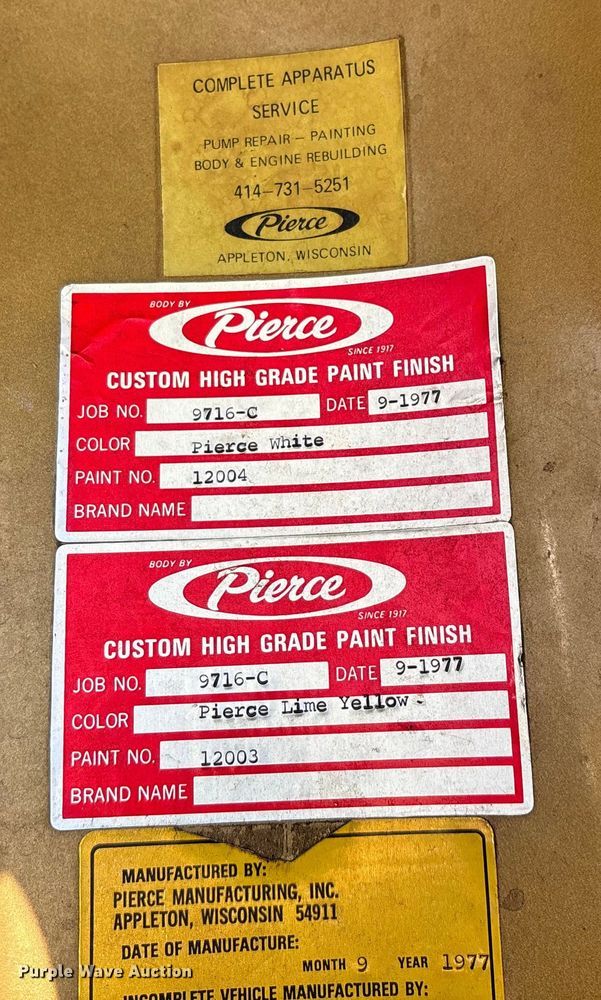 COMPLETE APPARATUS
SERVICE
PUMP REPAIR — PAINTING
BODY & ENGINE REBUILDING
414—731—5251
Pierce
APPLETON, WISCONSIN
BODY BY
Pierce
SINCE 1917
CUSTOM HIGH GRADE PAINT FINISH
JOB NO. 9716-C DATE 9-1977
COLOR Pierce White
PAINT NO. 12004
BRAND NAME
BODY BY
Pierce
SINCE 1917
CUSTOM HIGH GRADE PAINT FINISH
JOB NO. 9716-C DATE 9-1977
COLOR Pierce Lime Yellow
PAINT NO. 12003
BRAND NAME
MANUFACTURED BY:
PIERCE MANUFACTURING, INC.
APPLETON, WISCONSIN 54911
DATE OF MANUFACTURE:
MONTH 9 YEAR 1977
INCOMPLETE VEHICLE MANUFACTURED BY:
Purple Wave Auction